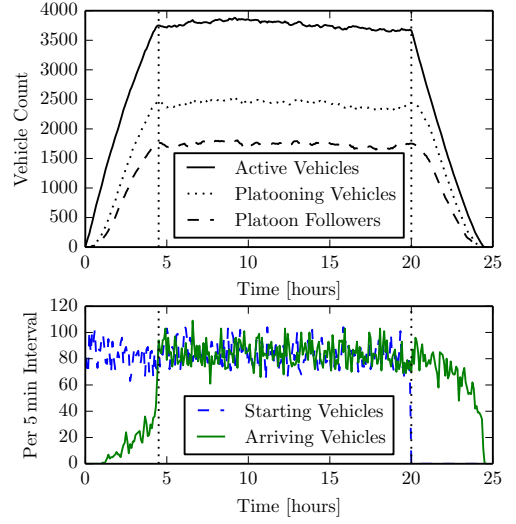 4000
3500
3000
2500
2000
1500
1000
500
0
Vehicle Count
Active Vehicles
Platooning Vehicles
Platoon Followers
0 5 10 15 20 25
Time [hours]
120
100
80
60
40
20
0
Per 5 min Interval
Starting Vehicles
Arriving Vehicles
0 5 10 15 20 25
Time [hours]